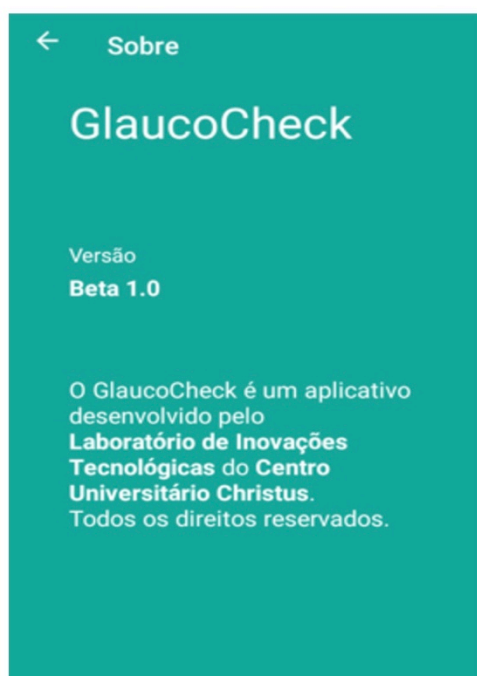 Sobre
GlaucoCheck
Versão
Beta 1.0
O GlaucoCheck é um aplicativo
desenvolvido pelo
Laboratório de Inovações
Tecnológicas do Centro
Universitário Christus.
Todos os direitos reservados.